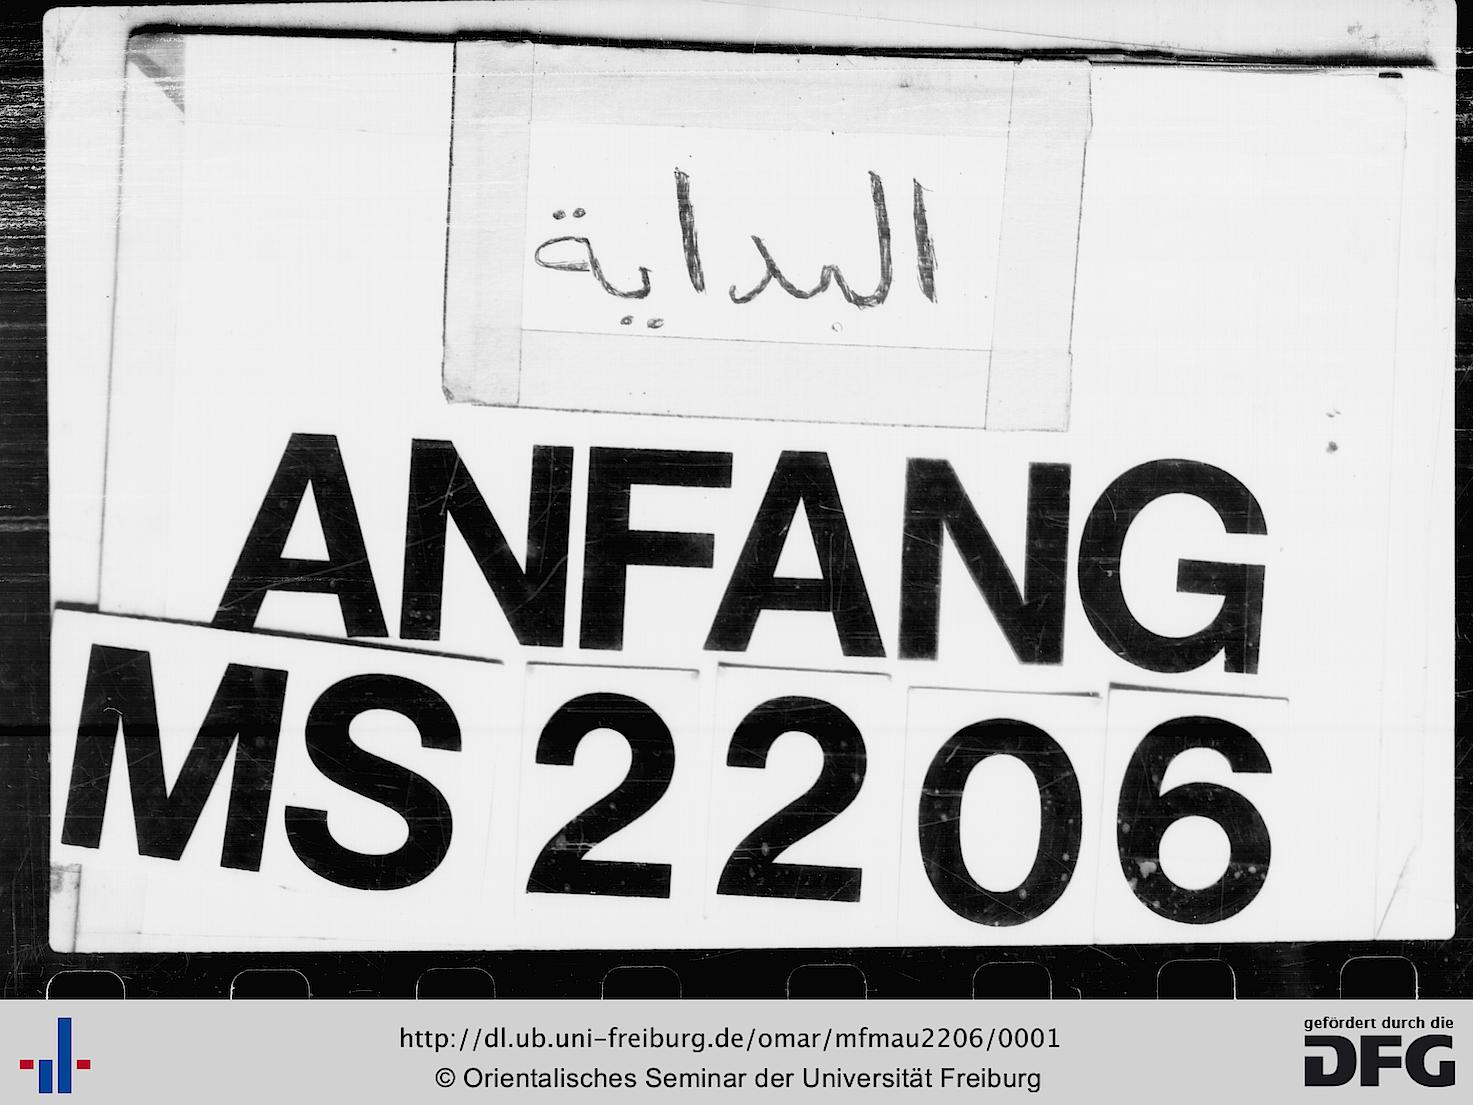 البداية
ANFANG
MS 2206
http://dl.ub.uni-freiburg.de/omar/mfmau2206/0001
© Orientalisches Seminar der Universität Freiburg
gefördert durch die
DFG